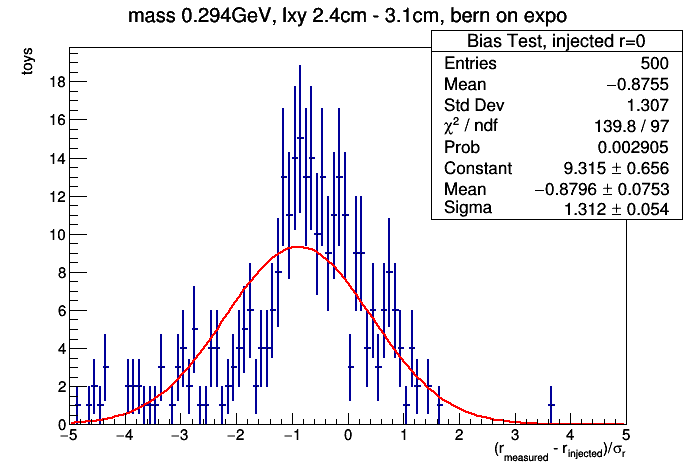 mass 0.294GeV, lxy 2.4cm - 3.1cm, bern on expo
Bias Test, injected r=0
Entries 500
Mean −0.8755
Std Dev 1.307
χ² / ndf 139.8 / 97
Prob 0.002905
Constant 9.315 ± 0.656
Mean −0.8796 ± 0.0753
Sigma 1.312 ± 0.054
toys
18
16
14
12
10
8
6
4
2
0
−5 −4 −3 −2 −1 0 1 2 3 4 5
(r_measured - r_injected)/σ_r